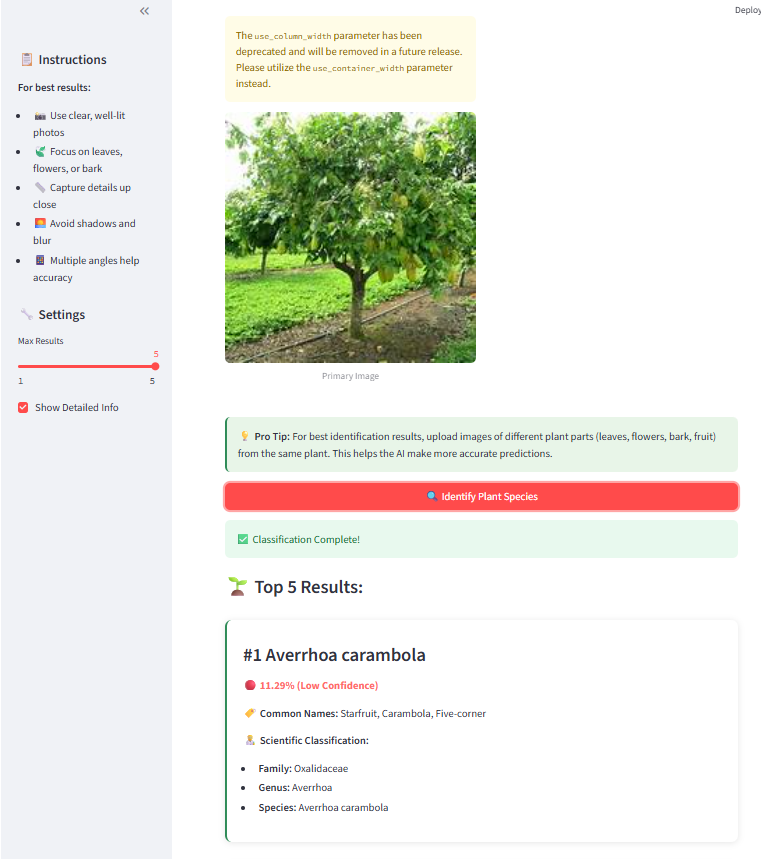 Deploy
Instructions
For best results:
Use clear, well-lit
photos
Focus on leaves,
flowers, or bark
Capture details up
close
Avoid shadows and
blur
Multiple angles help
accuracy
Settings
Max Results
5
1
5
Show Detailed Info
The use_column_width parameter has been
deprecated and will be removed in a future release.
Please utilize the use_container_width parameter
instead.
Primary Image
Pro Tip: For best identification results, upload images of different plant parts (leaves, flowers, bark, fruit)
from the same plant. This helps the AI make more accurate predictions.
Identify Plant Species
Classification Complete!
Top 5 Results:
#1 Averrhoa carambola
11.29% (Low Confidence)
Common Names: Starfruit, Carambola, Five-corner
Scientific Classification:
Family: Oxalidaceae
Genus: Averrhoa
Species: Averrhoa carambola